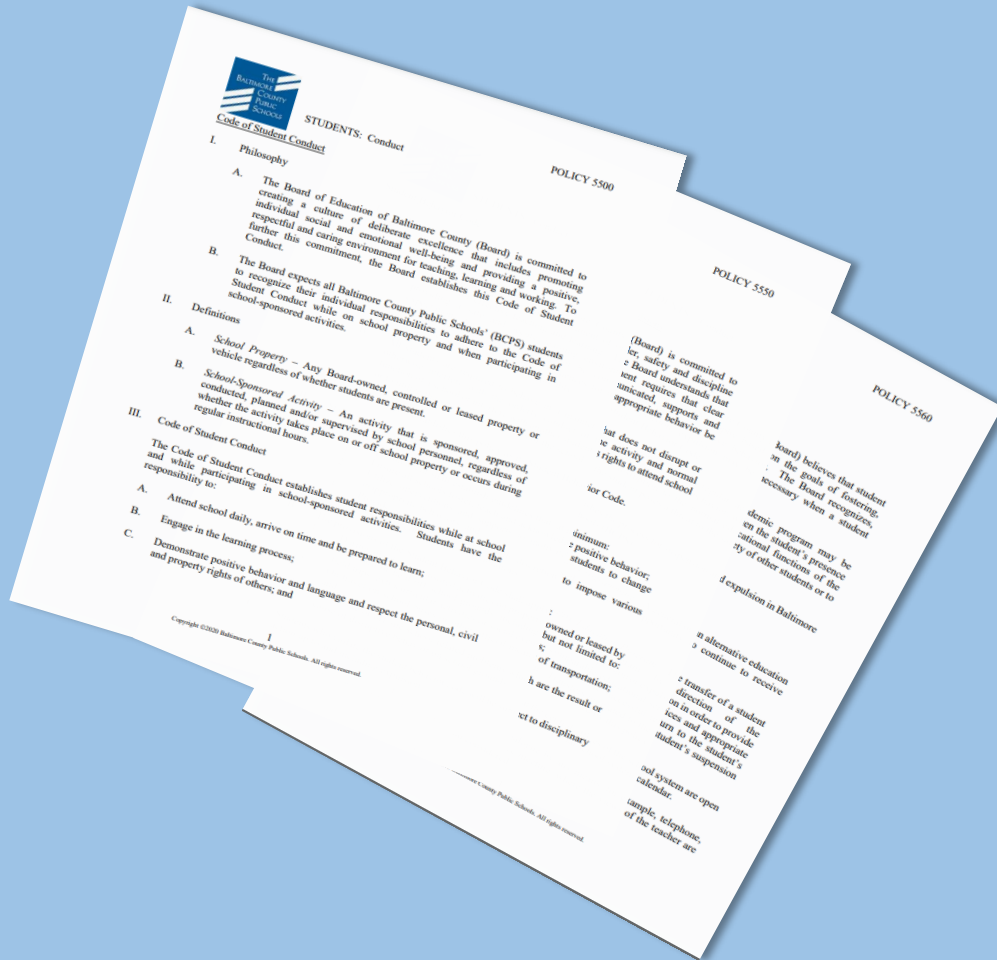 THE
BALTIMORE
COUNTY
PUBLIC
SCHOOLS
STUDENTS: Conduct
POLICY 5500
Code of Student Conduct
I. Philosophy
A. The Board of Education of Baltimore County (Board) is committed to
creating a culture of deliberate excellence that includes promoting
individual social and emotional well-being and providing a positive,
respectful and caring environment for teaching, learning and working. To
further this commitment, the Board establishes this Code of Student
Conduct.
B. The Board expects all Baltimore County Public Schools' (BCPS) students
to recognize their individual responsibilities to adhere to the Code of
Student Conduct while on school property and when participating in
school-sponsored activities.
II. Definitions
A. School Property – Any Board-owned, controlled or leased property or
vehicle regardless of whether students are present.
B. School-Sponsored Activity – An activity that is sponsored, approved,
conducted, planned and/or supervised by school personnel, regardless of
whether the activity takes place on or off school property or occurs during
regular instructional hours.
III. Code of Student Conduct
The Code of Student Conduct establishes student responsibilities while at school
and while participating in school-sponsored activities. Students have the
responsibility to:
A. Attend school daily, arrive on time and be prepared to learn;
B. Engage in the learning process;
C. Demonstrate positive behavior and language and respect the personal, civil
and property rights of others; and
1
Copyright ©2020 Baltimore County Public Schools. All rights reserved.
POLICY 5550
(Board) is committed to
safety and discipline
Board understands that
requires that clear
supports and
appropriate behavior be
that does not disrupt or
activity and normal
rights to attend school
Code.
positive behavior;
students to change
to impose various
:
owned or leased by
but not limited to:
of transportation;
are the result or
to disciplinary
County Public Schools. All rights reserved.
POLICY 5560
believes that student
on the goals of fostering,
. The Board recognizes,
when a student
program may be
the student's presence
functions of the
of other students or to
expulsion in Baltimore
alternative education
continue to receive
transfer of a student
direction of the
in order to provide
and appropriate
to the student's
suspension
system are open
calendar.
telephone,
of the teacher are